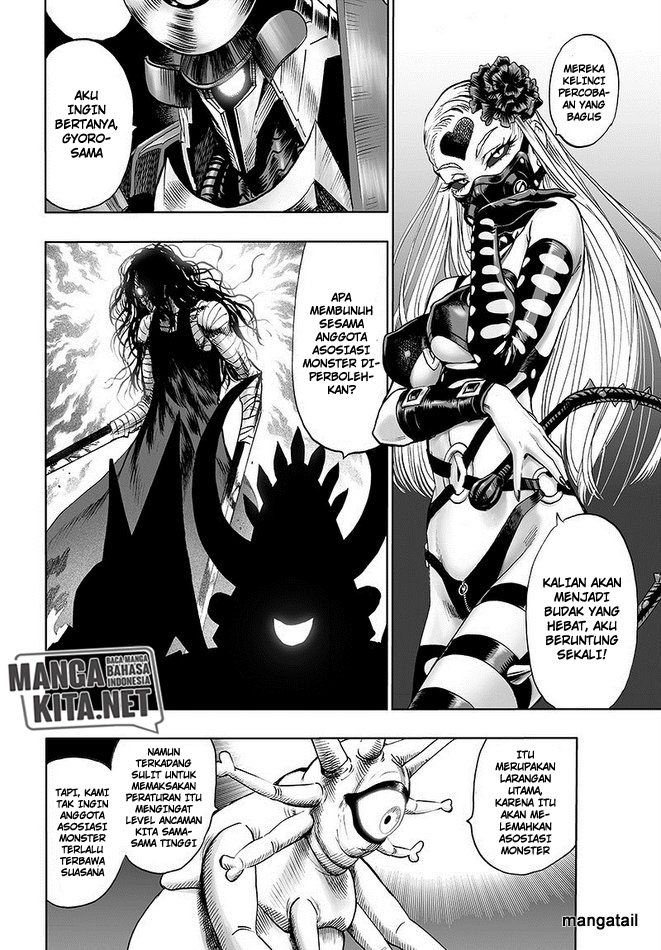 MEREKA
KELINCI
PERCOBA-
AN YANG
BAGUS
KALIAN AKAN
MENJADI
BUDAK YANG
HEBAT, AKU
BERUNTUNG
SEKALI!
AKU
INGIN
BERTANYA,
GYORO-
SAMA
APA
MEMBUNUH
SESAMA
ANGGOTA
ASOSIASI
MONSTER DI-
PERBOLEH-
KAN?
ITU
MERUPAKAN
LARANGAN
UTAMA,
KARENA ITU
AKAN ME-
LEMAHKAN
ASOSIASI
MONSTER
NAMUN
TERKADANG
SULIT UNTUK
MEMAKSAKAN
PERATURAN ITU
MENGINGAT
LEVEL ANCAMAN
KITA SAMA-
SAMA TINGGI
TAPI, KAMI
TAK INGIN
ANGGOTA
ASOSIASI
MONSTER
TERLALU
TERBAWA
SUASANA
MANGA
BACA MANGA
BAHASA
INDONESIA
KITA.NET
mangatail